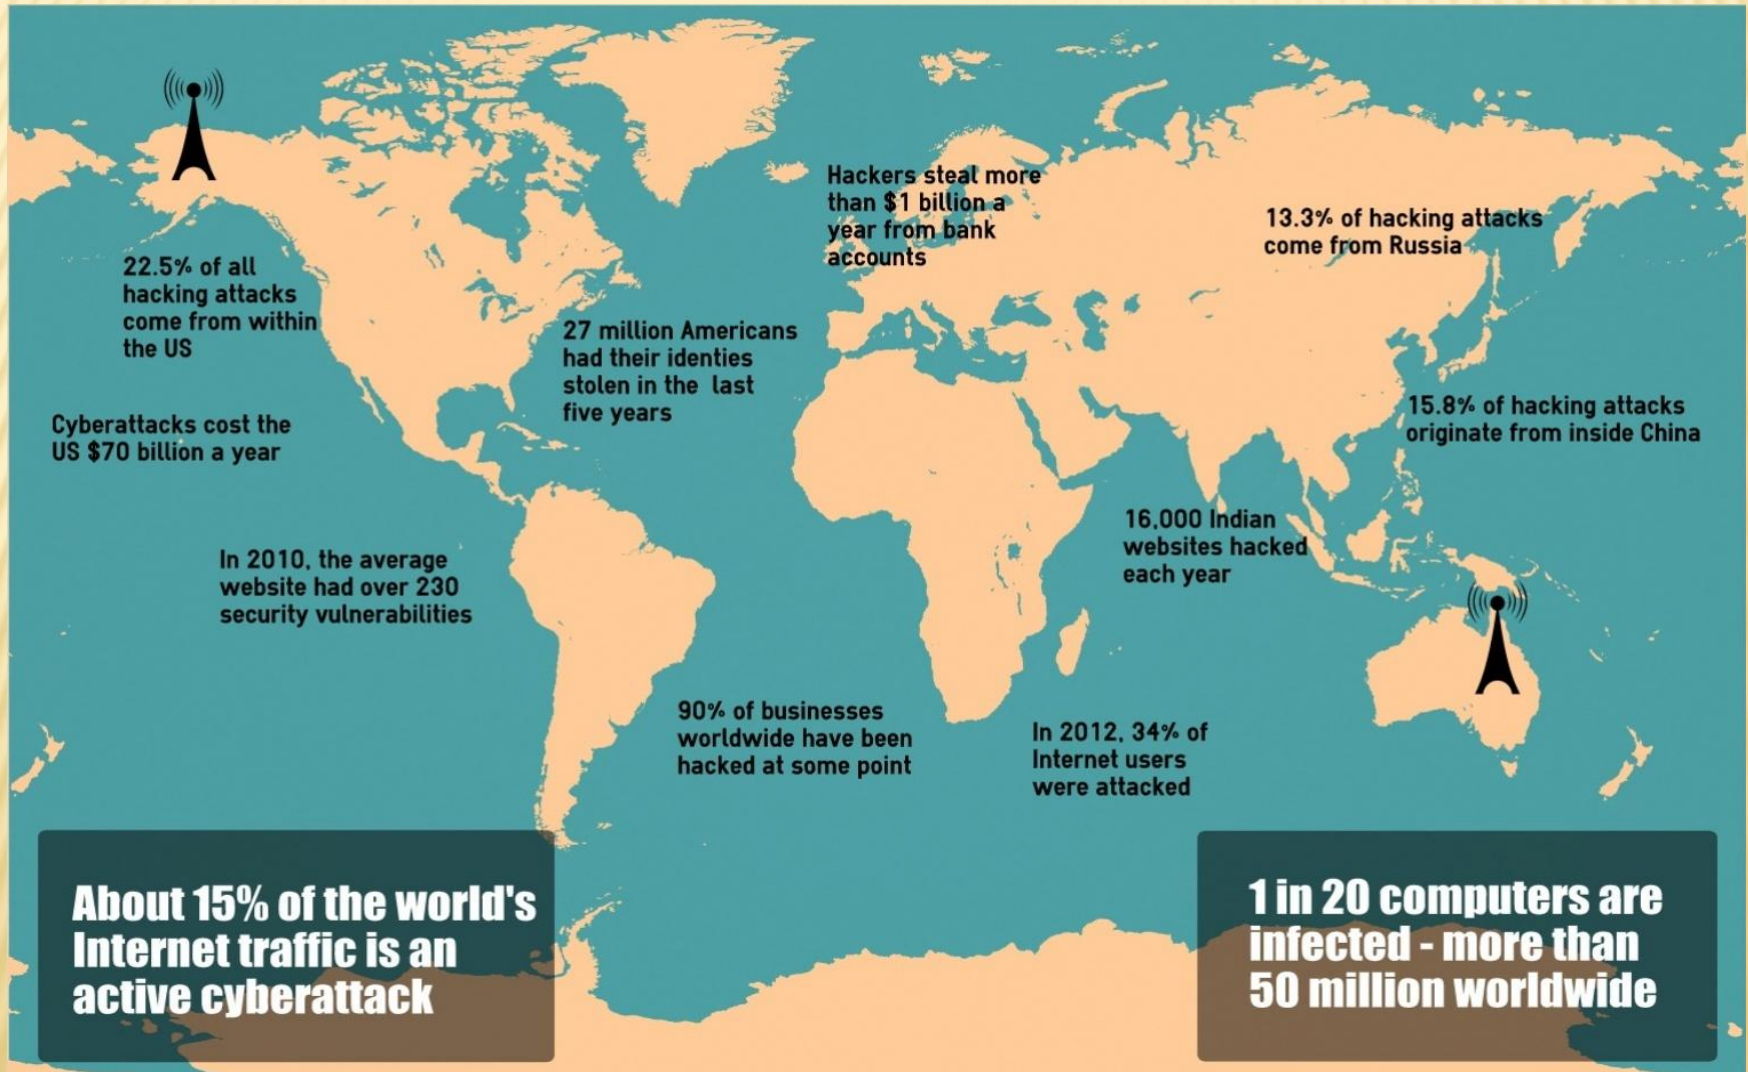 Hackers steal more
than $1 billion a
year from bank
accounts
13.3% of hacking attacks
come from Russia
22.5% of all
hacking attacks
come from within
the US
27 million Americans
had their identies
stolen in the last
five years
Cyberattacks cost the
US $70 billion a year
15.8% of hacking attacks
originate from inside China
16,000 Indian
websites hacked
each year
In 2010, the average
website had over 230
security vulnerabilities
90% of businesses
worldwide have been
hacked at some point
In 2012, 34% of
Internet users
were attacked
About 15% of the world's
Internet traffic is an
active cyberattack
1 in 20 computers are
infected - more than
50 million worldwide